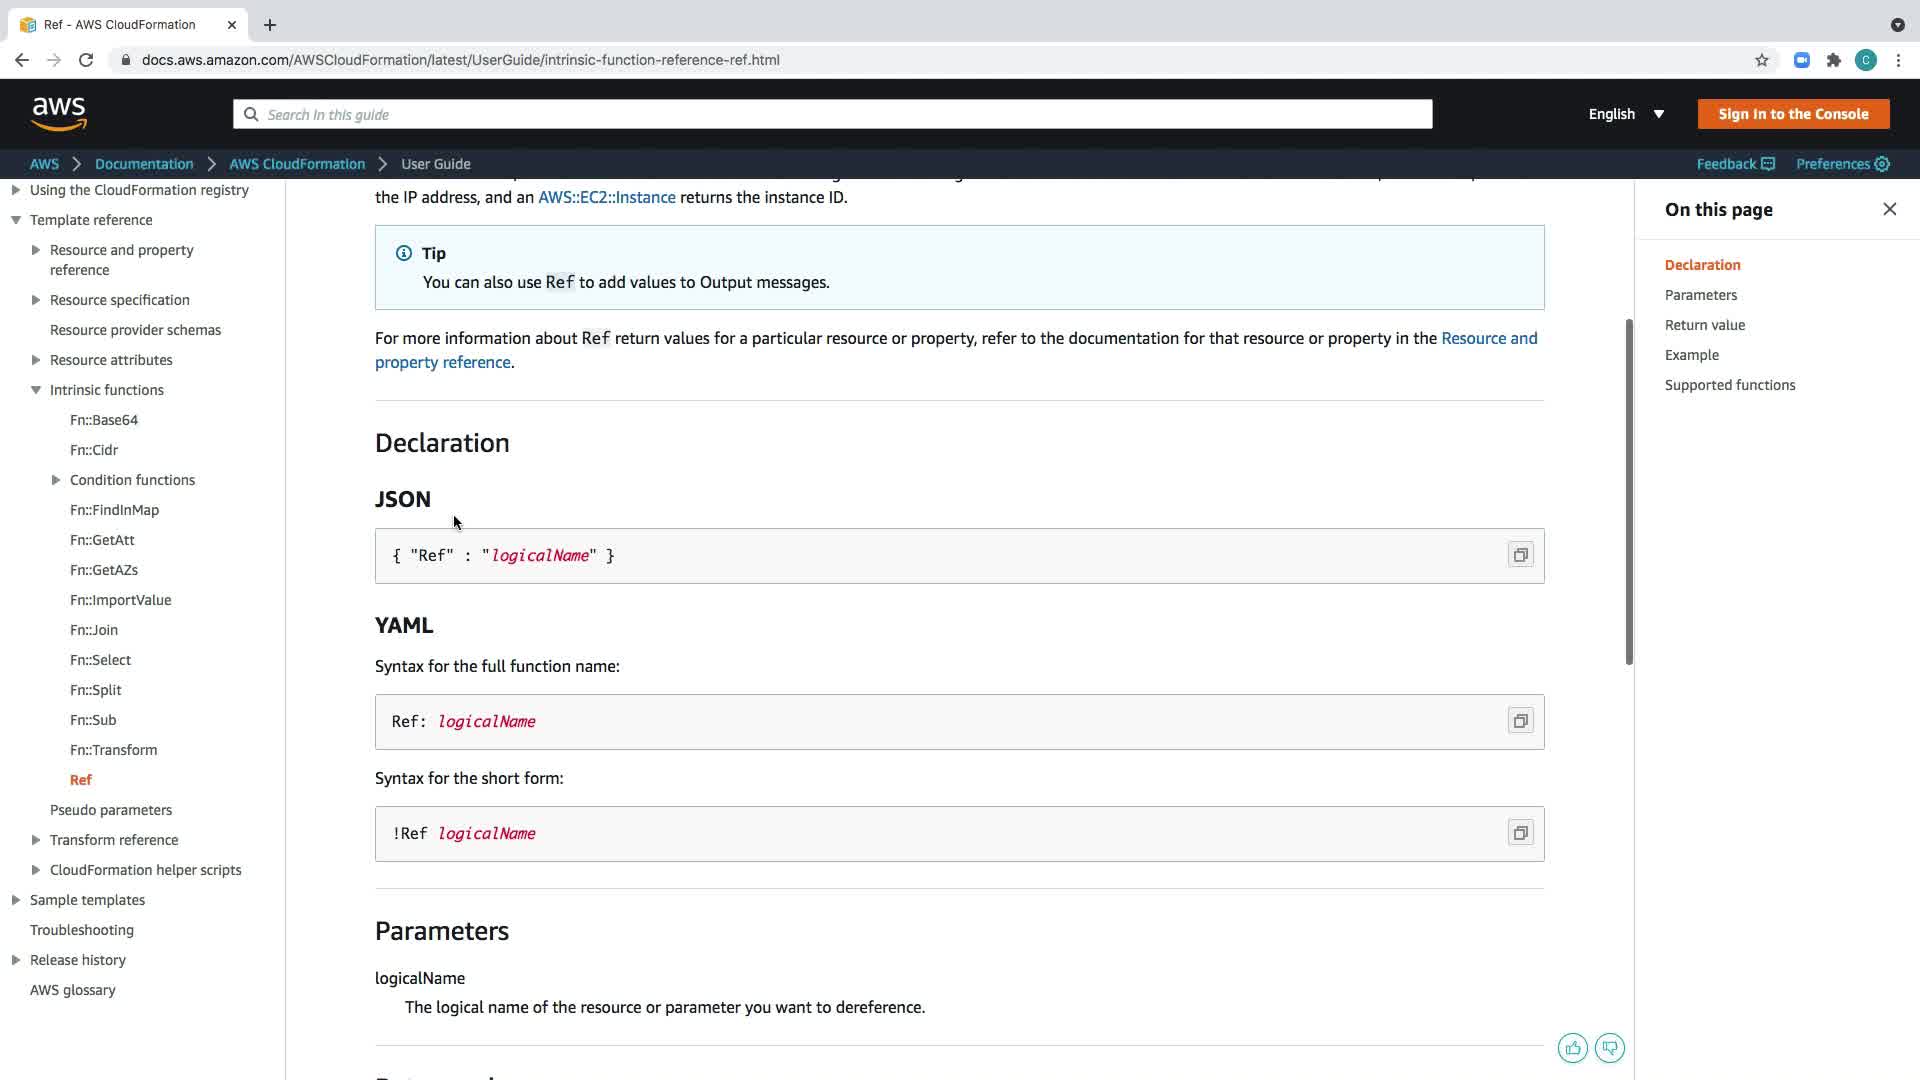 Ref - AWS CloudFormation
docs.aws.amazon.com/AWSCloudFormation/latest/UserGuide/intrinsic-function-reference-ref.html
C
aws
Search in this guide
English
Sign In to the Console
AWS
Documentation
AWS CloudFormation
User Guide
Feedback
Preferences
Using the CloudFormation registry
Template reference
Resource and property
reference
Resource specification
Resource provider schemas
Resource attributes
Intrinsic functions
Fn::Base64
Fn::Cidr
Condition functions
Fn::FindInMap
Fn::GetAtt
Fn::GetAZs
Fn::ImportValue
Fn::Join
Fn::Select
Fn::Split
Fn::Sub
Fn::Transform
Ref
Pseudo parameters
Transform reference
CloudFormation helper scripts
Sample templates
Troubleshooting
Release history
AWS glossary
the IP address, and an AWS::EC2::Instance returns the instance ID.
Tip
You can also use Ref to add values to Output messages.
For more information about Ref return values for a particular resource or property, refer to the documentation for that resource or property in the Resource and
property reference.
Declaration
JSON
{ "Ref" : "logicalName" }
YAML
Syntax for the full function name:
Ref: logicalName
Syntax for the short form:
!Ref logicalName
Parameters
logicalName
The logical name of the resource or parameter you want to dereference.
On this page
Declaration
Parameters
Return value
Example
Supported functions